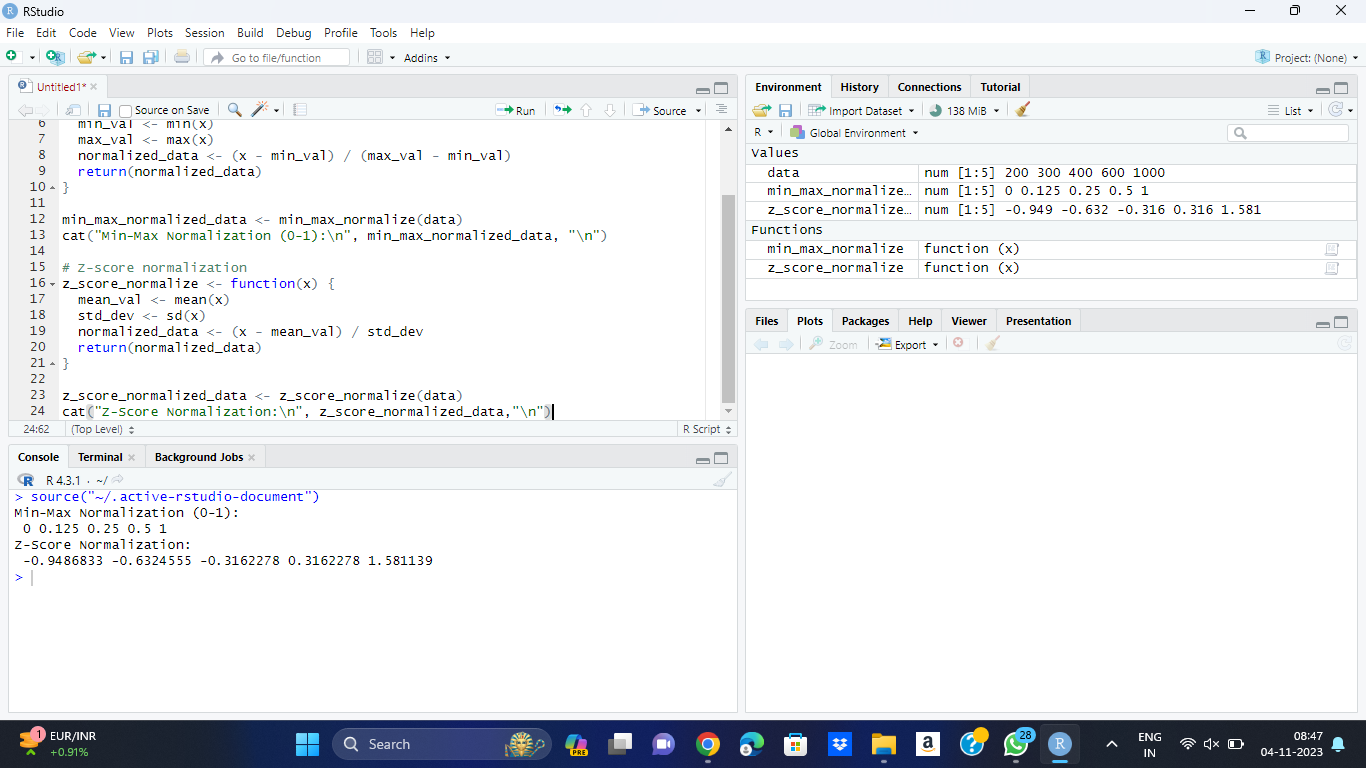 RStudio
File Edit Code View Plots Session Build Debug Profile Tools Help
Go to file/function Addins Project: (None)
Untitled1*
Source on Save Run Source
6 min_val <- min(x)
7 max_val <- max(x)
8 normalized_data <- (x - min_val) / (max_val - min_val)
9 return(normalized_data)
10 }
11
12 min_max_normalized_data <- min_max_normalize(data)
13 cat("Min-Max Normalization (0-1):\n", min_max_normalized_data, "\n")
14
15 # Z-score normalization
16 z_score_normalize <- function(x) {
17 mean_val <- mean(x)
18 std_dev <- sd(x)
19 normalized_data <- (x - mean_val) / std_dev
20 return(normalized_data)
21 }
22
23 z_score_normalized_data <- z_score_normalize(data)
24 cat("Z-Score Normalization:\n", z_score_normalized_data,"\n")
24:62 (Top Level) R Script
Console Terminal Background Jobs
R 4.3.1 · ~/
> source("~/.active-rstudio-document")
Min-Max Normalization (0-1):
0 0.125 0.25 0.5 1
Z-Score Normalization:
-0.9486833 -0.6324555 -0.3162278 0.3162278 1.581139
>
Environment History Connections Tutorial
Import Dataset 138 MiB List
R Global Environment
Values
data num [1:5] 200 300 400 600 1000
min_max_normalize… num [1:5] 0 0.125 0.25 0.5 1
z_score_normalize… num [1:5] -0.949 -0.632 -0.316 0.316 1.581
Functions
min_max_normalize function (x)
z_score_normalize function (x)
Files Plots Packages Help Viewer Presentation
Zoom Export
1 EUR/INR
+0.91%
Search
PRE
a
28
R
ENG
IN
08:47
04-11-2023